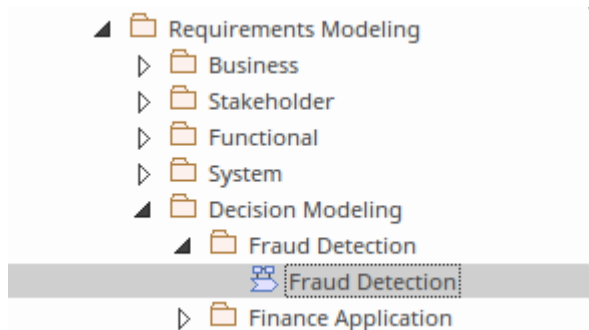 Requirements Modeling
Business
Stakeholder
Functional
System
Decision Modeling
Fraud Detection
Fraud Detection
Finance Application